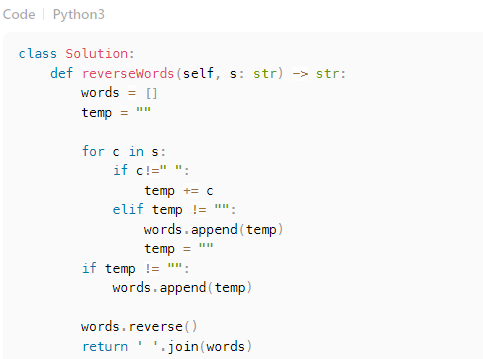 Code | Python3
class Solution:
    def reverseWords(self, s: str) -> str:
        words = []
        temp = ""

        for c in s:
            if c!=" ":
                temp += c
            elif temp != "":
                words.append(temp)
                temp = ""
        if temp != "":
            words.append(temp)

        words.reverse()
        return ' '.join(words)